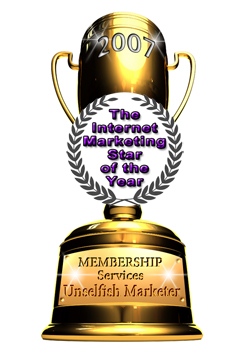 2007
The
Internet
Marketing
Star
of the
Year
MEMBERSHIP
Services
Unselfish Marketer